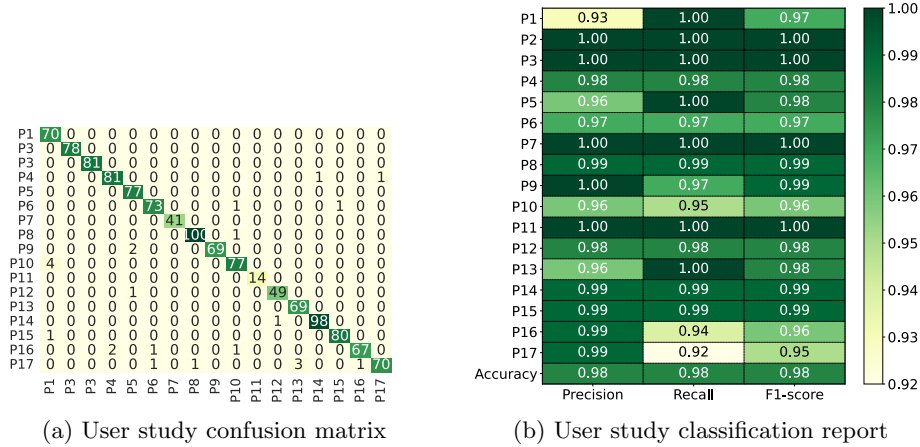 P1 70 0 0 0 0 0 0 0 0 0 0 0 0 0 0 0 0
P3 0 78 0 0 0 0 0 0 0 0 0 0 0 0 0 0 0
P3 0 0 81 0 0 0 0 0 0 0 0 0 0 0 0 0 0
P4 0 0 0 81 0 0 0 0 0 0 0 0 0 1 0 0 1
P5 0 0 0 0 77 0 0 0 0 0 0 0 0 0 0 0 0
P6 0 0 0 0 0 73 0 0 0 1 0 0 0 0 1 0 0
P7 0 0 0 0 0 0 41 0 0 0 0 0 0 0 0 0 0
P8 0 0 0 0 0 0 0 100 0 1 0 0 0 0 0 0 0
P9 0 0 0 0 2 0 0 0 69 0 0 0 0 0 0 0 0
P10 4 0 0 0 0 0 0 0 0 77 0 0 0 0 0 0 0
P11 0 0 0 0 0 0 0 0 0 0 14 0 0 0 0 0 0
P12 0 0 0 0 1 0 0 0 0 0 0 49 0 0 0 0 0
P13 0 0 0 0 0 0 0 0 0 0 0 0 69 0 0 0 0
P14 0 0 0 0 0 0 0 0 0 0 0 1 0 98 0 0 0
P15 1 0 0 0 0 0 0 0 0 0 0 0 0 0 80 0 0
P16 0 0 0 2 0 1 0 0 0 1 0 0 0 0 0 67 0
P17 0 0 0 0 0 1 0 1 0 0 0 0 3 0 0 1 70
P1 P3 P3 P4 P5 P6 P7 P8 P9 P10 P11 P12 P13 P14 P15 P16 P17
(a) User study confusion matrix
P1 0.93 1.00 0.97
P2 1.00 1.00 1.00
P3 1.00 1.00 1.00
P4 0.98 0.98 0.98
P5 0.96 1.00 0.98
P6 0.97 0.97 0.97
P7 1.00 1.00 1.00
P8 0.99 0.99 0.99
P9 1.00 0.97 0.99
P10 0.96 0.95 0.96
P11 1.00 1.00 1.00
P12 0.98 0.98 0.98
P13 0.96 1.00 0.98
P14 0.99 0.99 0.99
P15 0.99 0.99 0.99
P16 0.99 0.94 0.96
P17 0.99 0.92 0.95
Accuracy 0.98 0.98 0.98
Precision Recall F1-score
1.00
0.99
0.98
0.97
0.96
0.95
0.94
0.93
0.92
(b) User study classification report